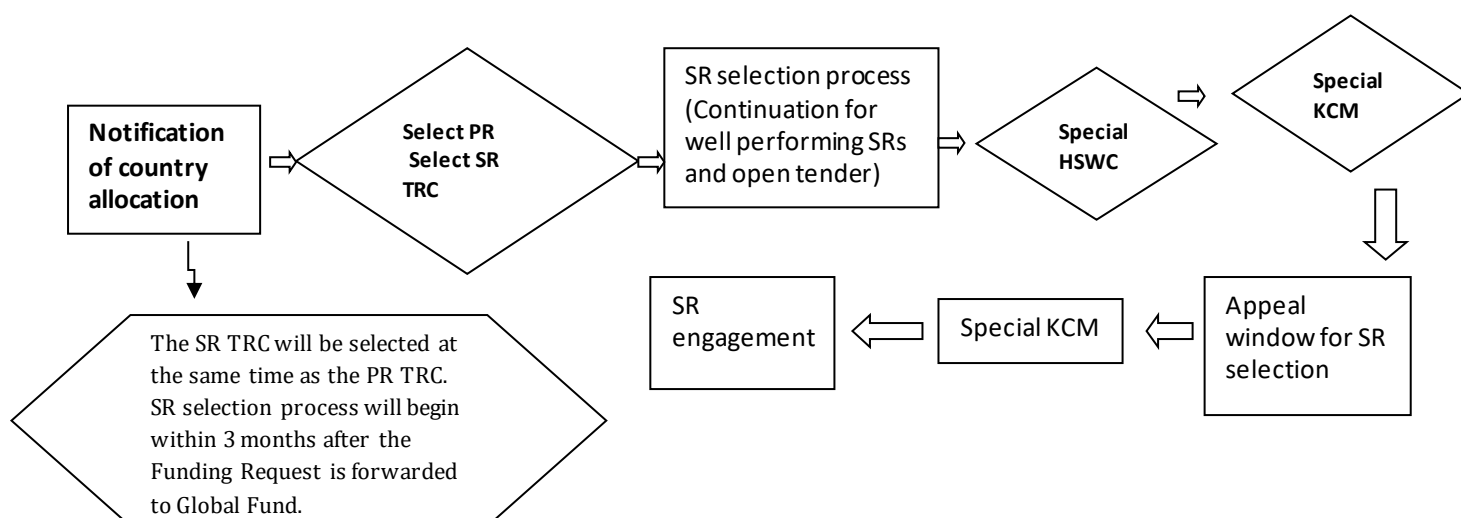 Notification
of country
allocation
Select PR
Select SR
TRC
SR selection process
(Continuation for
well performing SRs
and open tender)
Special
HSWC
Special
KCM
Appeal
window for SR
selection
Special KCM
SR
engagement
The SR TRC will be selected at
the same time as the PR TRC.
SR selection process will begin
within 3 months after the
Funding Request is forwarded
to Global Fund.